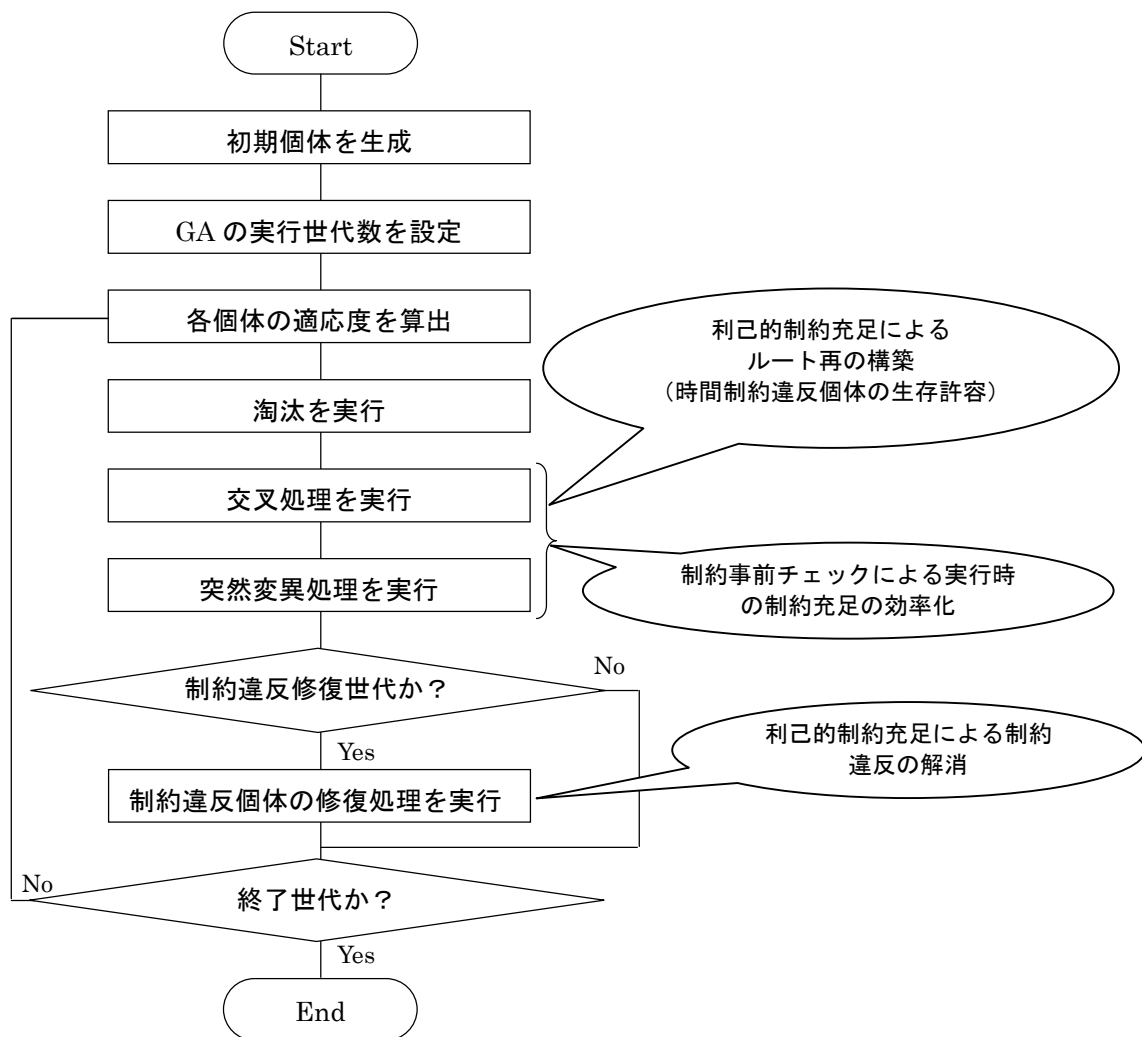 Start
初期個体を生成
GA の実行世代数を設定
各個体の適応度を算出
利己的制約充足による
ルート再の構築
（時間制約違反個体の生存許容）
淘汰を実行
交叉処理を実行
制約事前チェックによる実行時
の制約充足の効率化
突然変異処理を実行
制約違反修復世代か？
No
Yes
利己的制約充足による制約
違反の解消
制約違反個体の修復処理を実行
No
終了世代か？
Yes
End